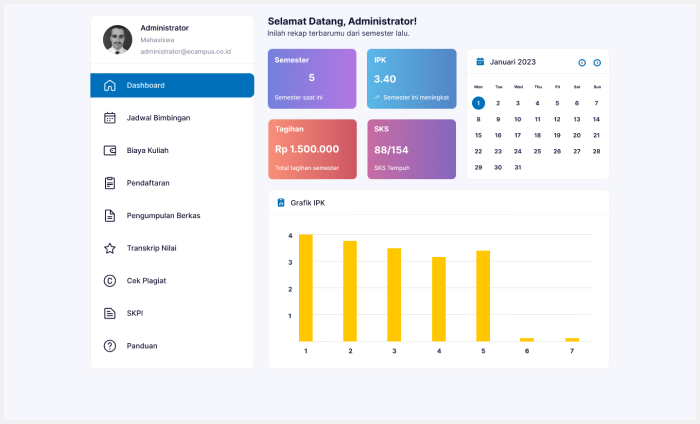 Administrator
Mahasiswa
administrator@ecampus.co.id
Dashboard
Jadwal Bimbingan
Biaya Kuliah
Pendaftaran
Pengumpulan Berkas
Transkrip Nilai
Cek Plagiat
SKPI
Panduan
Selamat Datang, Administrator!
Inilah rekap terbarumu dari semester lalu.
Semester
5
Semester saat ini
IPK
3.40
Semester ini meningkat
Tagihan
Rp 1.500.000
Total tagihan semester
SKS
88/154
SKS Tempuh
Januari 2023
Mon Tue Wed Thu Fri Sat Sun
1 2 3 4 5 6 7
8 9 10 11 12 13 14
15 16 17 18 19 20 21
22 23 24 25 26 27 28
29 30 31
Grafik IPK
4
3
2
1
1 2 3 4 5 6 7